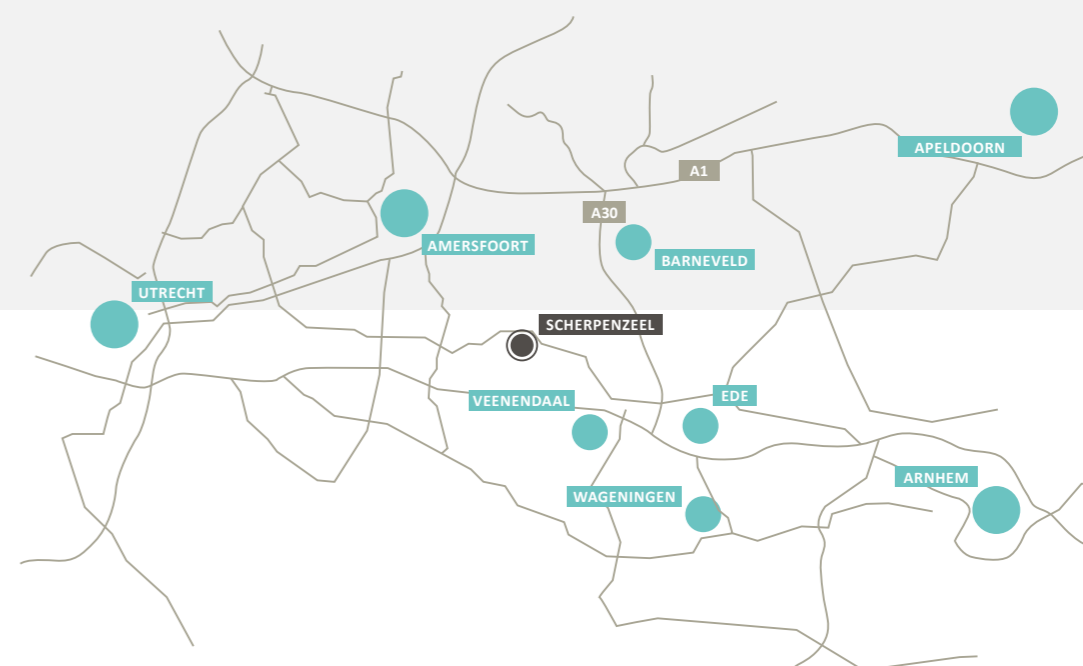 APELDOORN
A1
A30
AMERSFOORT
BARNEVELD
UTRECHT
SCHERPENZEEL
VEENENDAAL
EDE
ARNHEM
WAGENINGEN